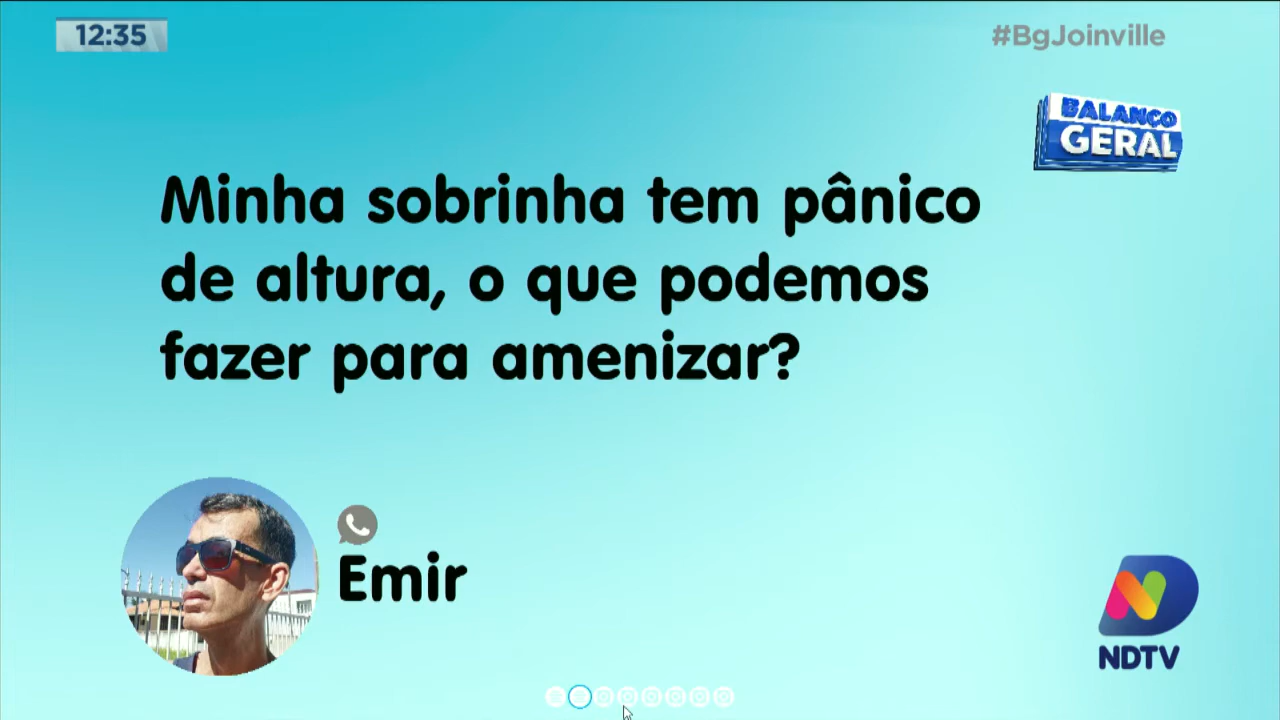 12:35
#BgJoinville
BALANÇO
GERAL
Minha sobrinha tem pânico
de altura, o que podemos
fazer para amenizar?
Emir
NDTV